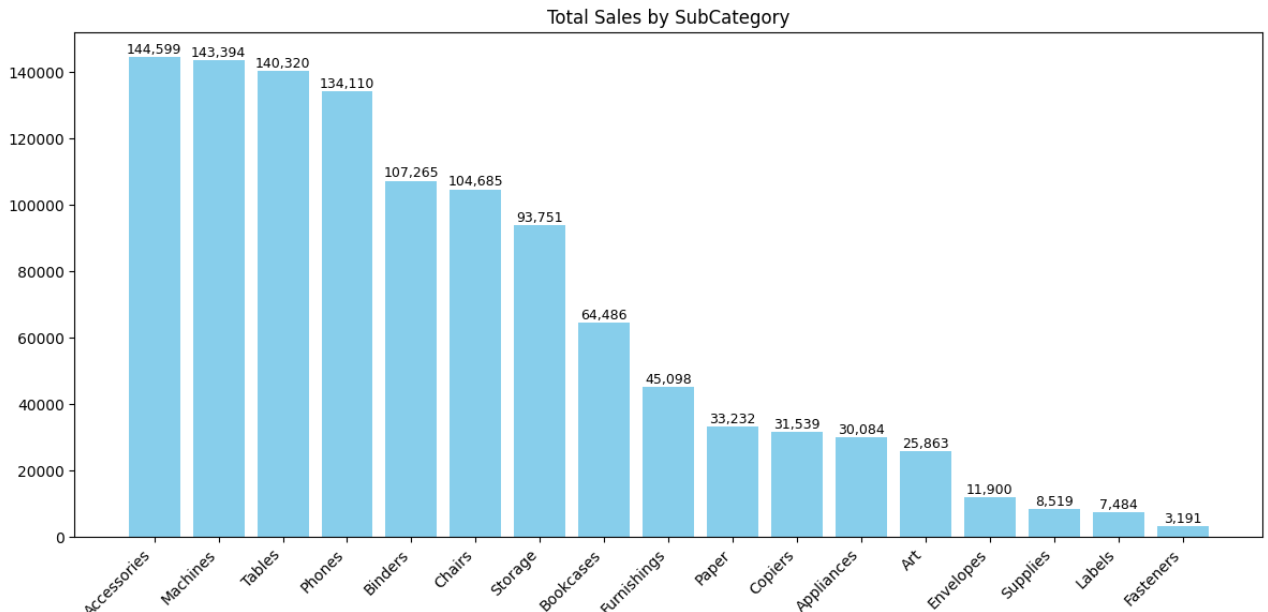 Total Sales by SubCategory
140000
120000
100000
80000
60000
40000
20000
0
144,599
143,394
140,320
134,110
107,265
104,685
93,751
64,486
45,098
33,232
31,539
30,084
25,863
11,900
8,519
7,484
3,191
Accessories
Machines
Tables
Phones
Binders
Chairs
Storage
Bookcases
Furnishings
Paper
Copiers
Appliances
Art
Envelopes
Supplies
Labels
Fasteners